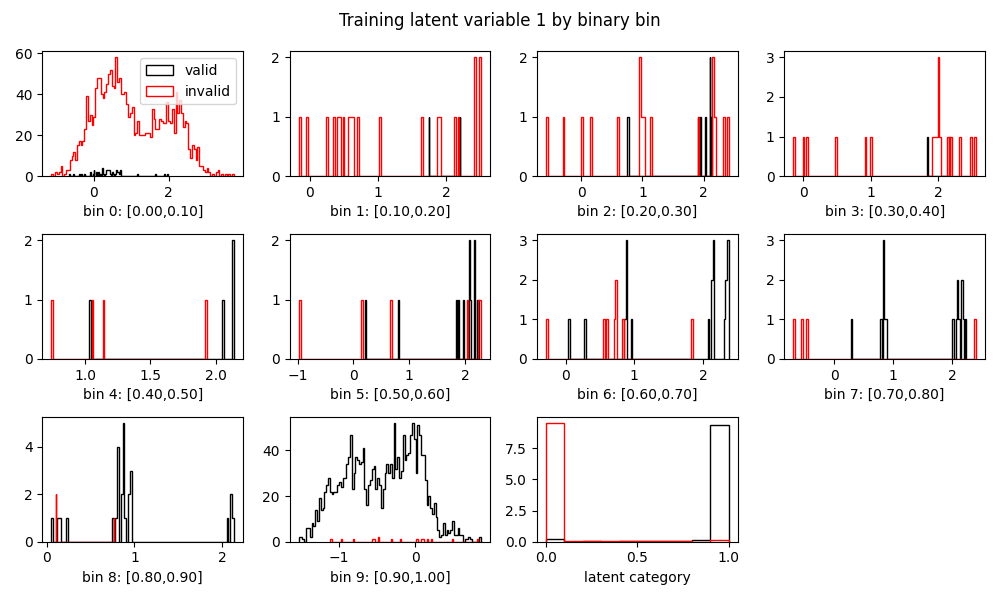 Training latent variable 1 by binary bin
60
40
20
0
valid
invalid
0 2
bin 0: [0.00,0.10]
2
1
0
0 1 2
bin 1: [0.10,0.20]
2
1
0
0 1 2
bin 2: [0.20,0.30]
3
2
1
0
0 1 2
bin 3: [0.30,0.40]
2
1
0
1.0 1.5 2.0
bin 4: [0.40,0.50]
2
1
0
−1 0 1 2
bin 5: [0.50,0.60]
3
2
1
0
0 1 2
bin 6: [0.60,0.70]
3
2
1
0
0 2
bin 7: [0.70,0.80]
4
2
0
0 1 2
bin 8: [0.80,0.90]
40
20
0
−1 0
bin 9: [0.90,1.00]
7.5
5.0
2.5
0.0
0.0 0.5 1.0
latent category